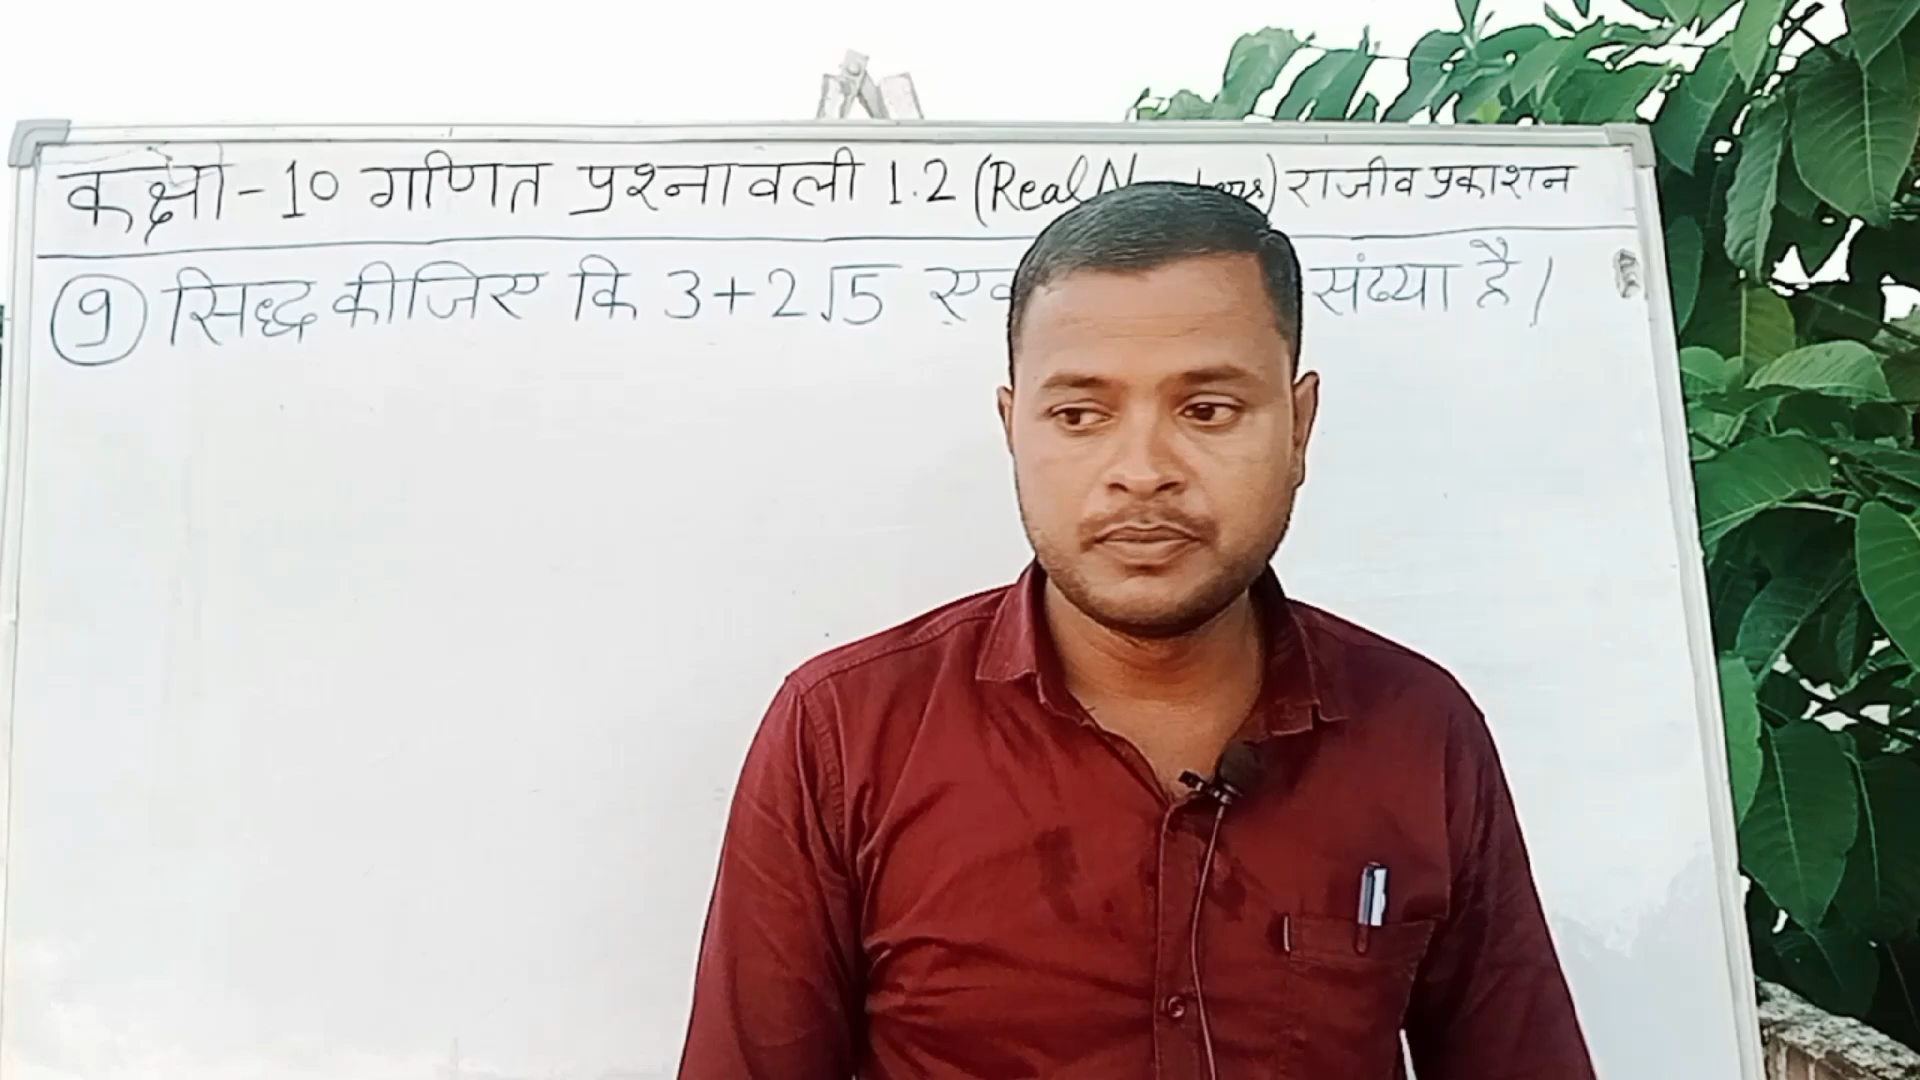 कक्षा-10 गणित प्रश्नावली 1.2 (Real राजीव प्रकाशन
9 सिद्ध कीजिए कि 3+2√5 संख्या है।